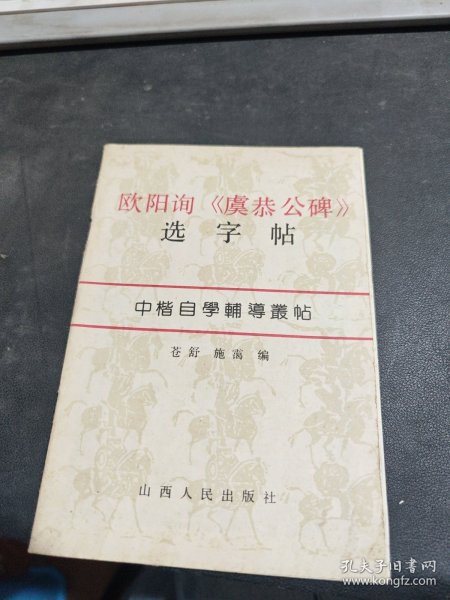 欧阳询《虞恭公碑》
选字帖
中楷自學輔導叢帖
苍舒 施霭 编
山西人民出版社
孔夫子旧书网
www.kongfz.com